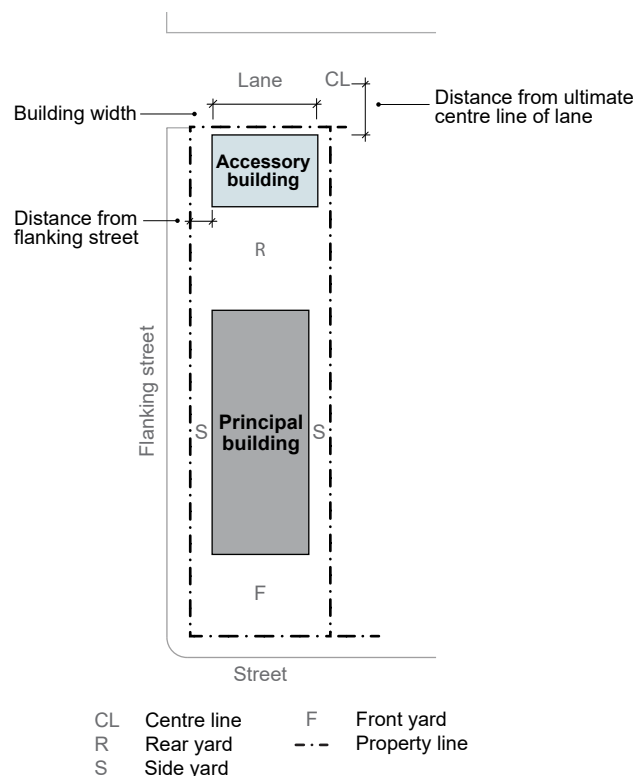 Lane
CL
Building width
Distance from ultimate
centre line of lane
Accessory
building
Distance from
flanking street
R
Flanking street
S
Principal
building
S
F
Street
CL Centre line
F Front yard
R Rear yard
Property line
S Side yard